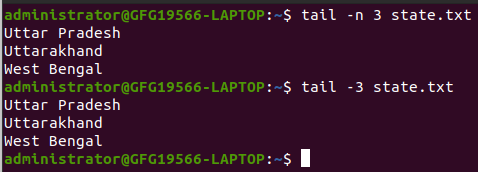 administrator@GFG19566-LAPTOP:~$ tail -n 3 state.txt
Uttar Pradesh
Uttarakhand
West Bengal
administrator@GFG19566-LAPTOP:~$ tail -3 state.txt
Uttar Pradesh
Uttarakhand
West Bengal
administrator@GFG19566-LAPTOP:~$